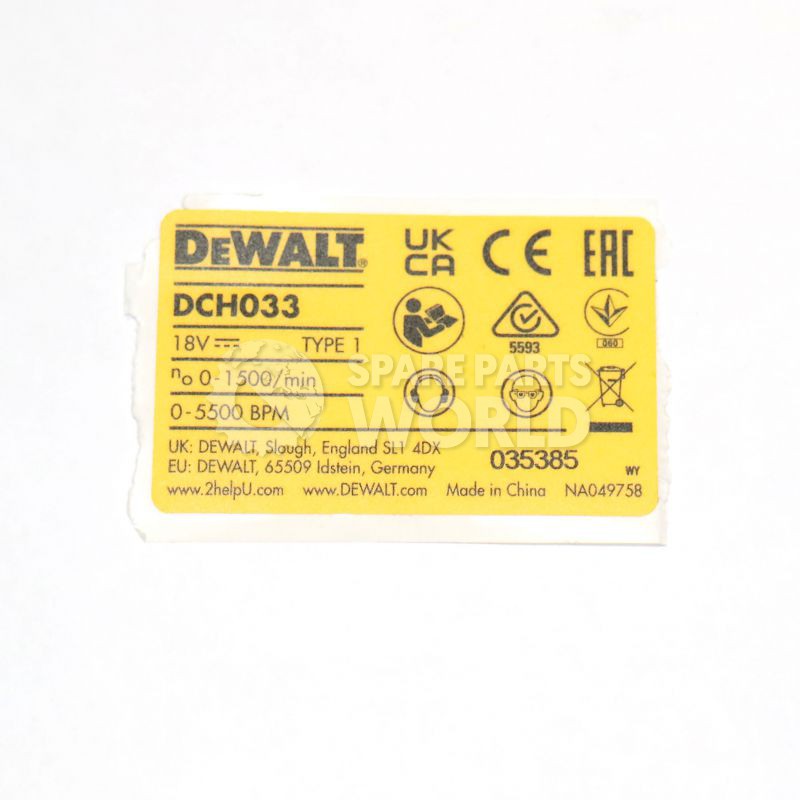 DEWALT®
UK
CA
CE
EAC
DCH033
18V TYPE 1
5593
060
no 0-1500/min
0-5500 BPM
SPARE PARTS
WORLD
UK: DEWALT, Slough, England SL1 4DX
EU: DEWALT, 65509 Idstein, Germany
035385
WY
www.2helpU.com www.DEWALT.com Made in China NA049758